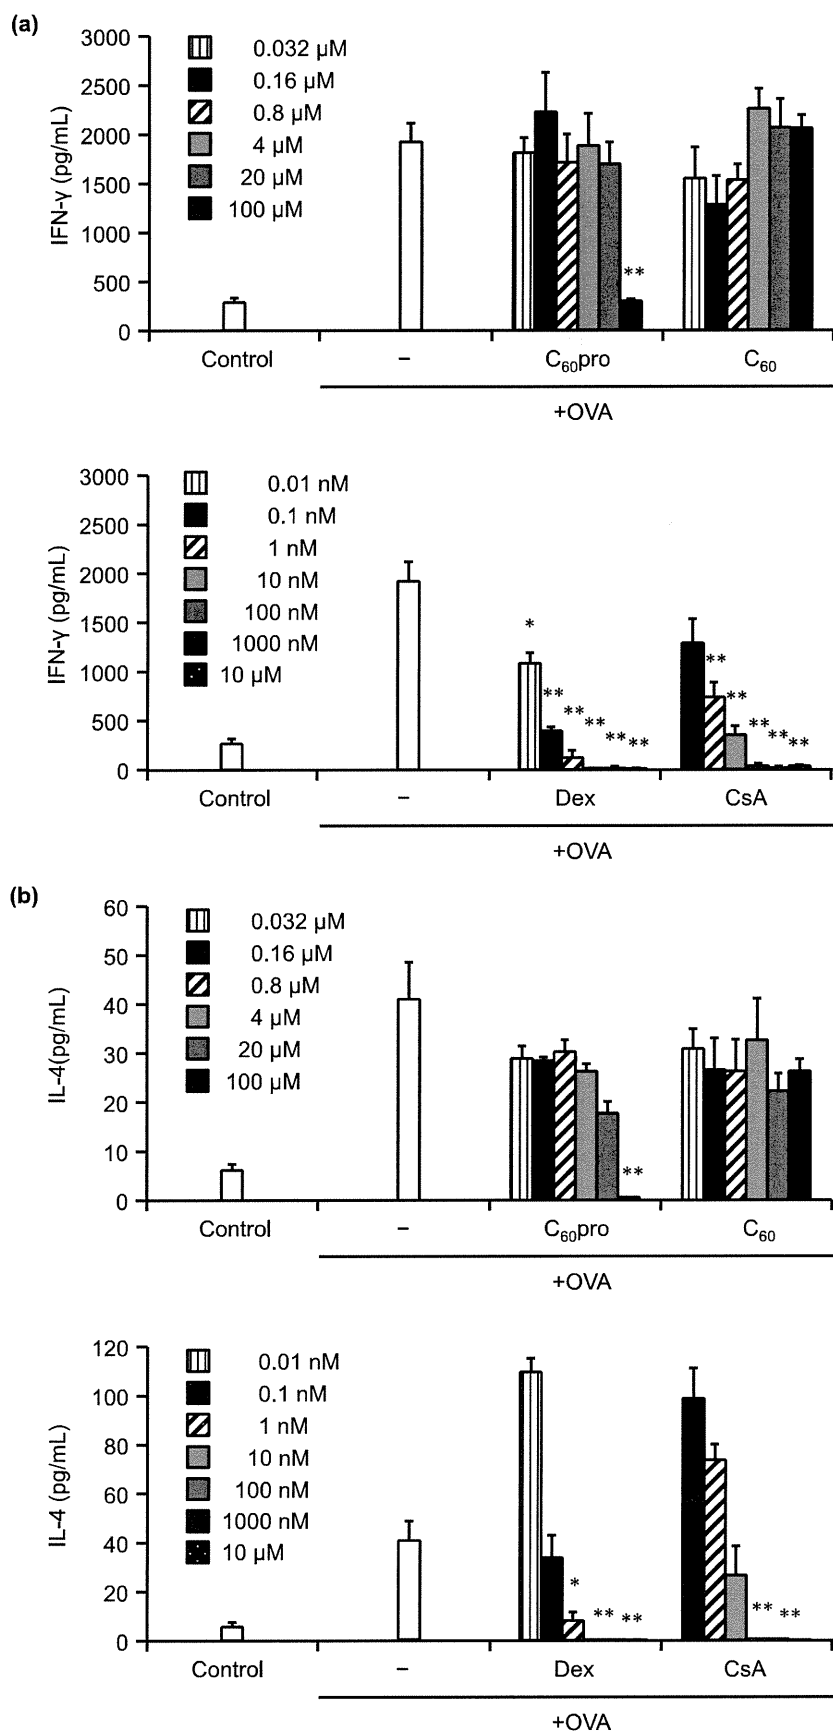 (a)
3000
2500
2000
1500
1000
500
0
IFN-γ (pg/mL)
0.032 µM
0.16 µM
0.8 µM
4 µM
20 µM
100 µM
**
Control
–
C60pro
C60
+OVA
3000
2500
2000
1500
1000
500
0
IFN-γ (pg/mL)
0.01 nM
0.1 nM
1 nM
10 nM
100 nM
1000 nM
10 µM
*
**
**
**
**
**
**
**
**
**
**
Control
–
Dex
CsA
+OVA
(b)
60
50
40
30
20
10
0
IL-4(pg/mL)
0.032 µM
0.16 µM
0.8 µM
4 µM
20 µM
100 µM
**
Control
–
C60pro
C60
+OVA
120
100
80
60
40
20
0
IL-4 (pg/mL)
0.01 nM
0.1 nM
1 nM
10 nM
100 nM
1000 nM
10 µM
*
**
**
**
**
Control
–
Dex
CsA
+OVA